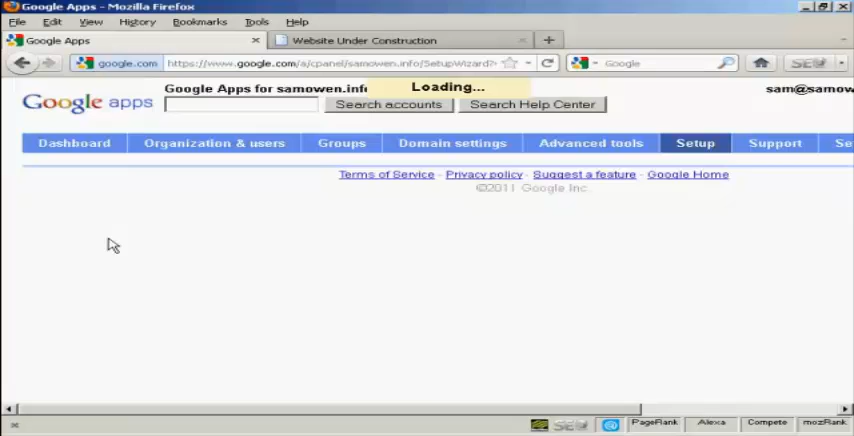 Google Apps - Mozilla Firefox
File Edit View History Bookmarks Tools Help
Google Apps Website Under Construction
google.com https://www.google.com/a/cpanel/samowen.info/SetupWizard? Google
Loading...
Google Apps for samowen.info sam@samow
Google apps Search accounts Search Help Center
Dashboard Organization & users Groups Domain settings Advanced tools Setup Support Se
Terms of Service - Privacy policy - Suggest a feature - Google Home
©2011 Google Inc.
PageRank Alexa Compete mozRank